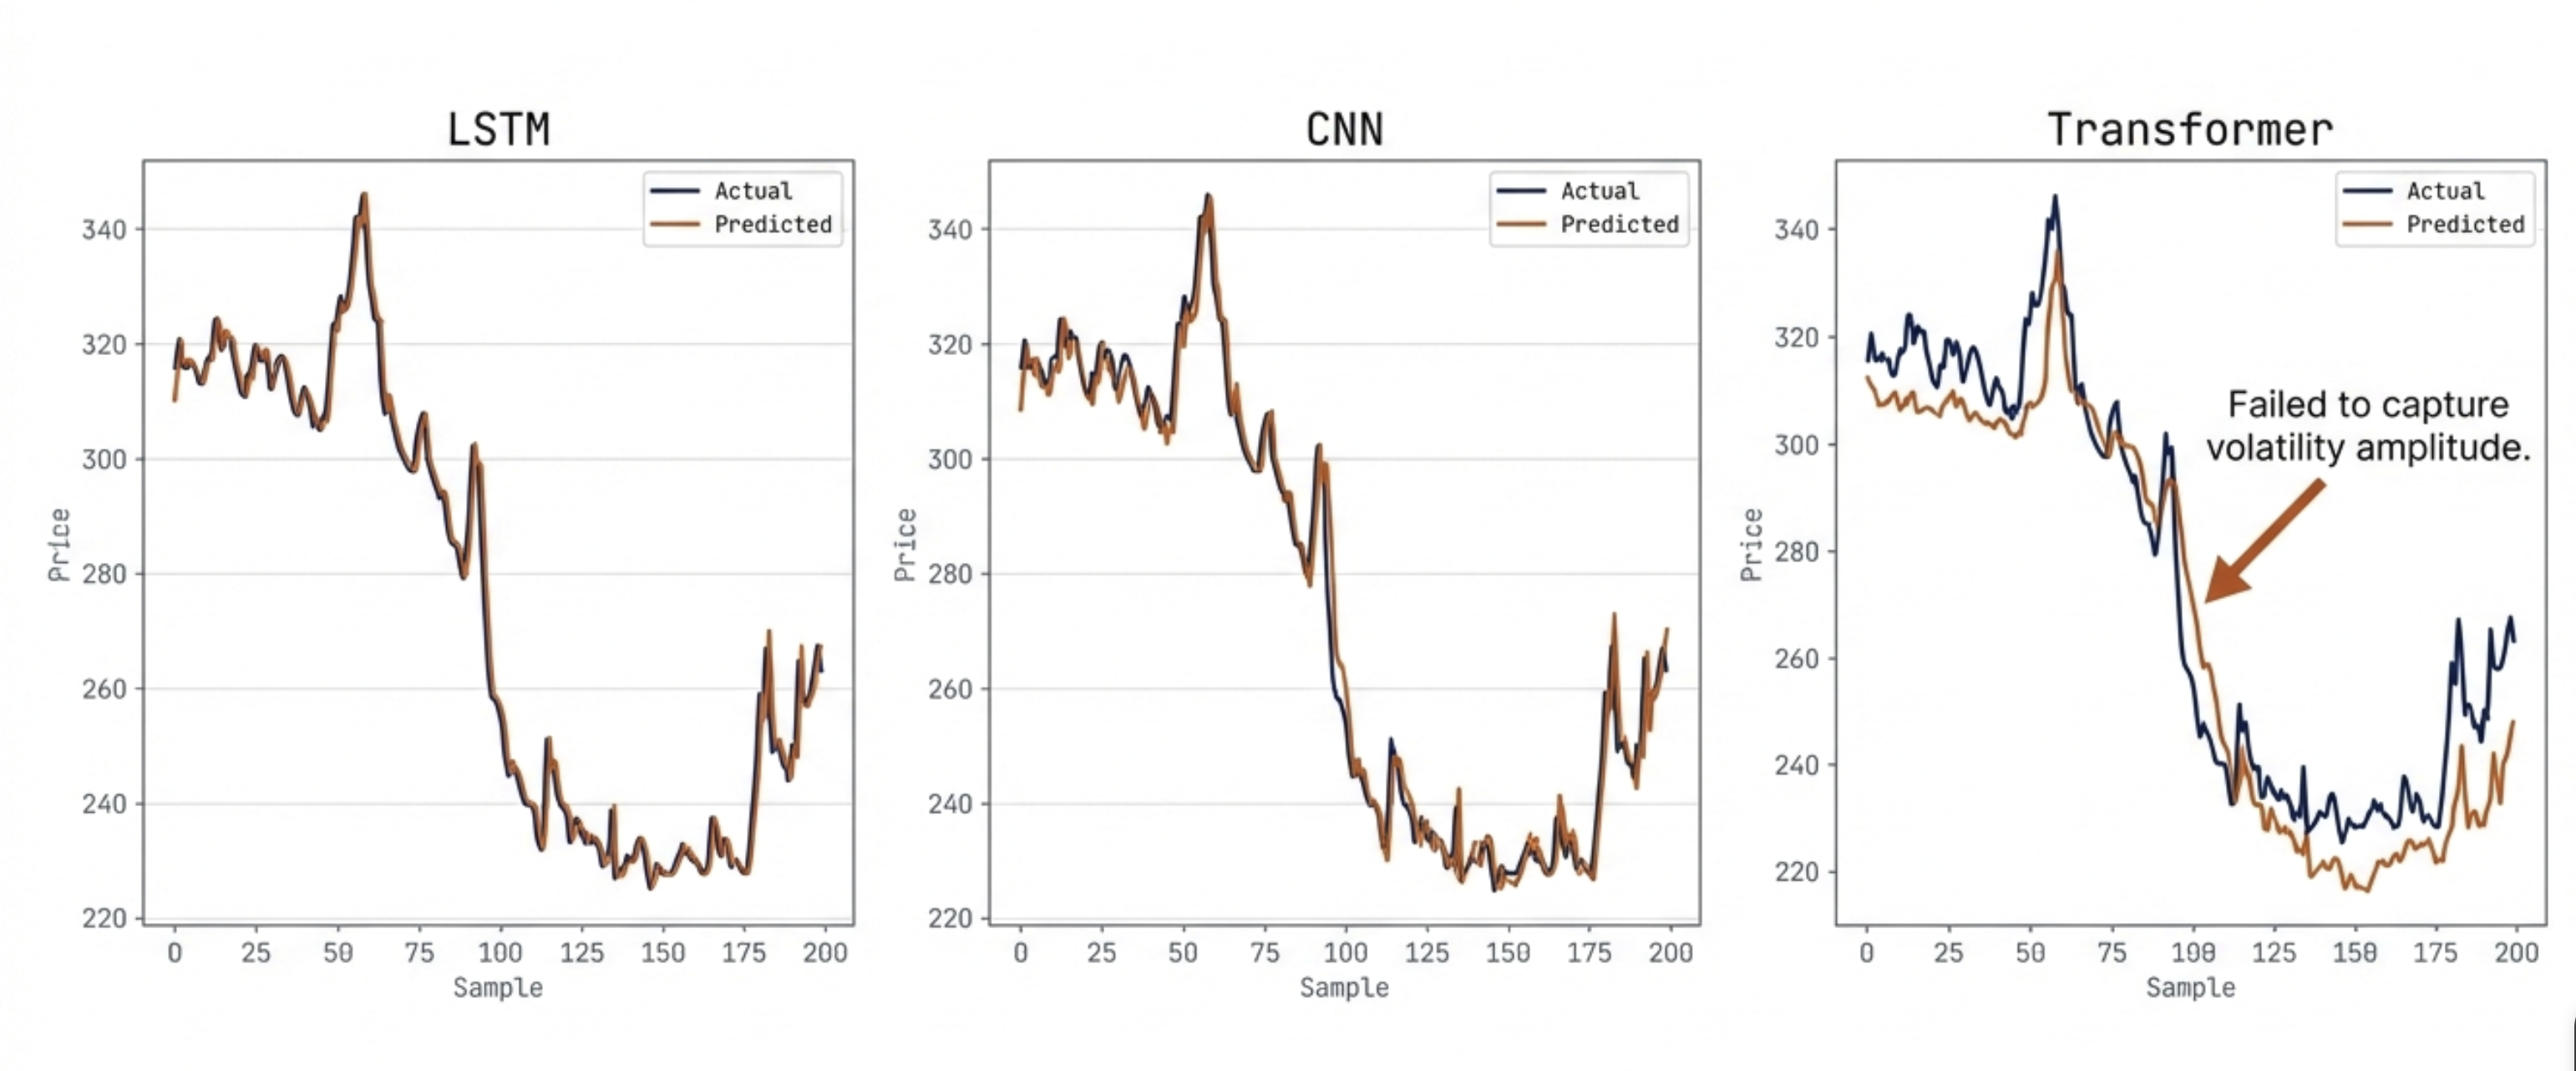 LSTM
Actual
Predicted
340
320
300
280
260
240
220
Price
0 25 50 75 100 125 150 175 200
Sample
CNN
Actual
Predicted
340
320
300
280
260
240
220
Price
0 25 50 75 100 125 150 175 200
Sample
Transformer
Actual
Predicted
Failed to capture
volatility amplitude.
340
320
300
280
260
240
220
Price
0 25 50 75 100 125 150 175 200
Sample